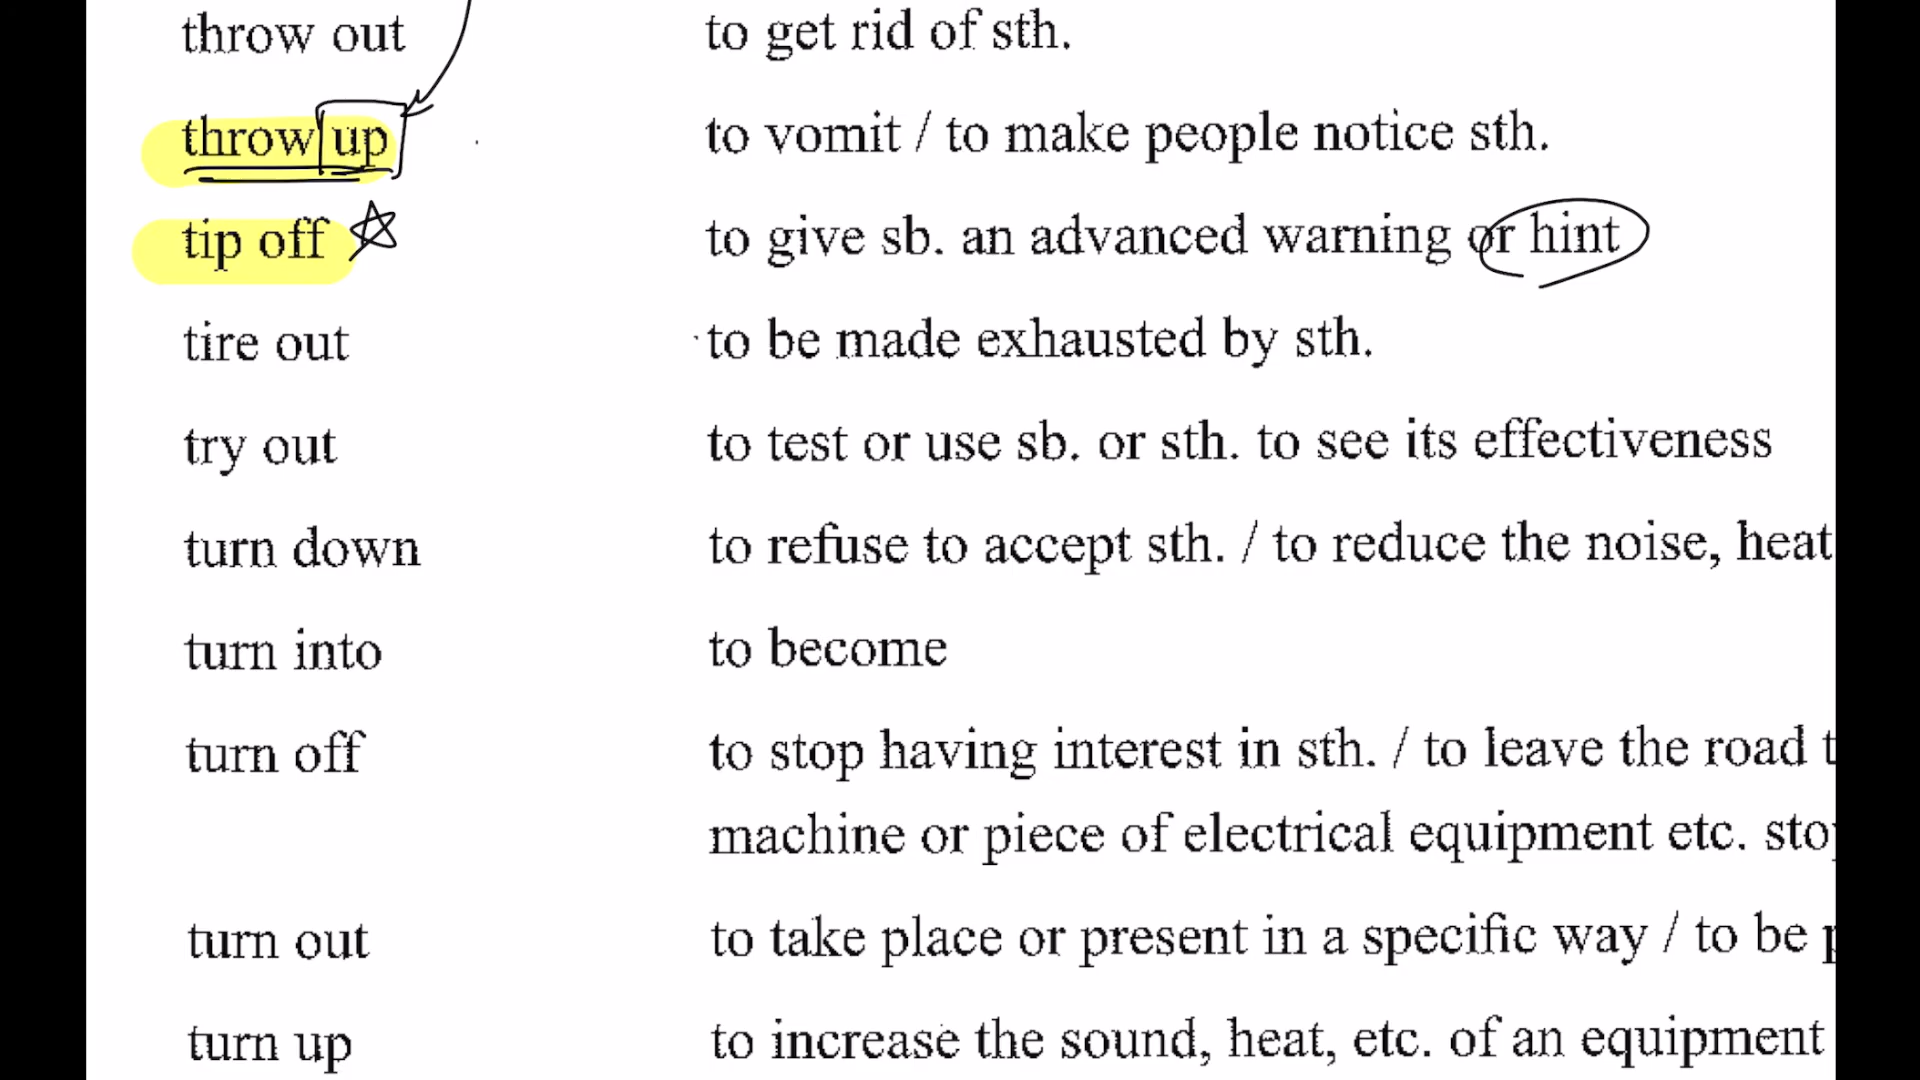 throw out to get rid of sth.
throw up to vomit / to make people notice sth.
tip off to give sb. an advanced warning or hint
tire out to be made exhausted by sth.
try out to test or use sb. or sth. to see its effectiveness
turn down to refuse to accept sth. / to reduce the noise, heat
turn into to become
turn off to stop having interest in sth. / to leave the road
machine or piece of electrical equipment etc.
turn out to take place or present in a specific way / to be
turn up to increase the sound, heat, etc. of an equipment